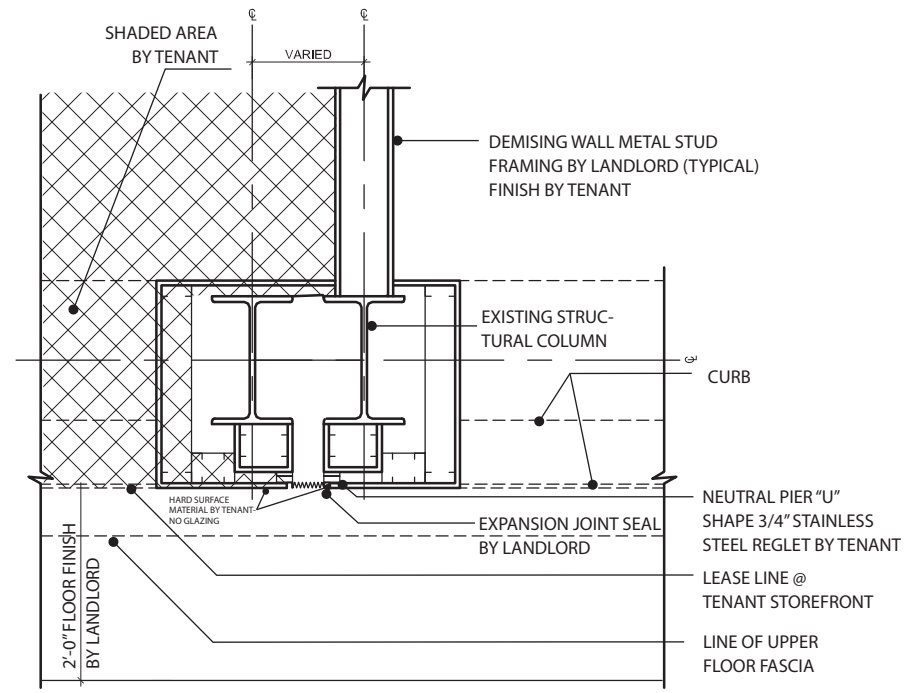 ℄
℄
SHADED AREA
BY TENANT
VARIED
DEMISING WALL METAL STUD
FRAMING BY LANDLORD (TYPICAL)
FINISH BY TENANT
EXISTING STRUC-
TURAL COLUMN
℄
CURB
HARD SURFACE
MATERIAL BY TENANT-
NO GLAZING
EXPANSION JOINT SEAL
BY LANDLORD
NEUTRAL PIER “U”
SHAPE 3/4” STAINLESS
STEEL REGLET BY TENANT
LEASE LINE @
TENANT STOREFRONT
LINE OF UPPER
FLOOR FASCIA
2'-0” FLOOR FINISH
BY LANDLORD